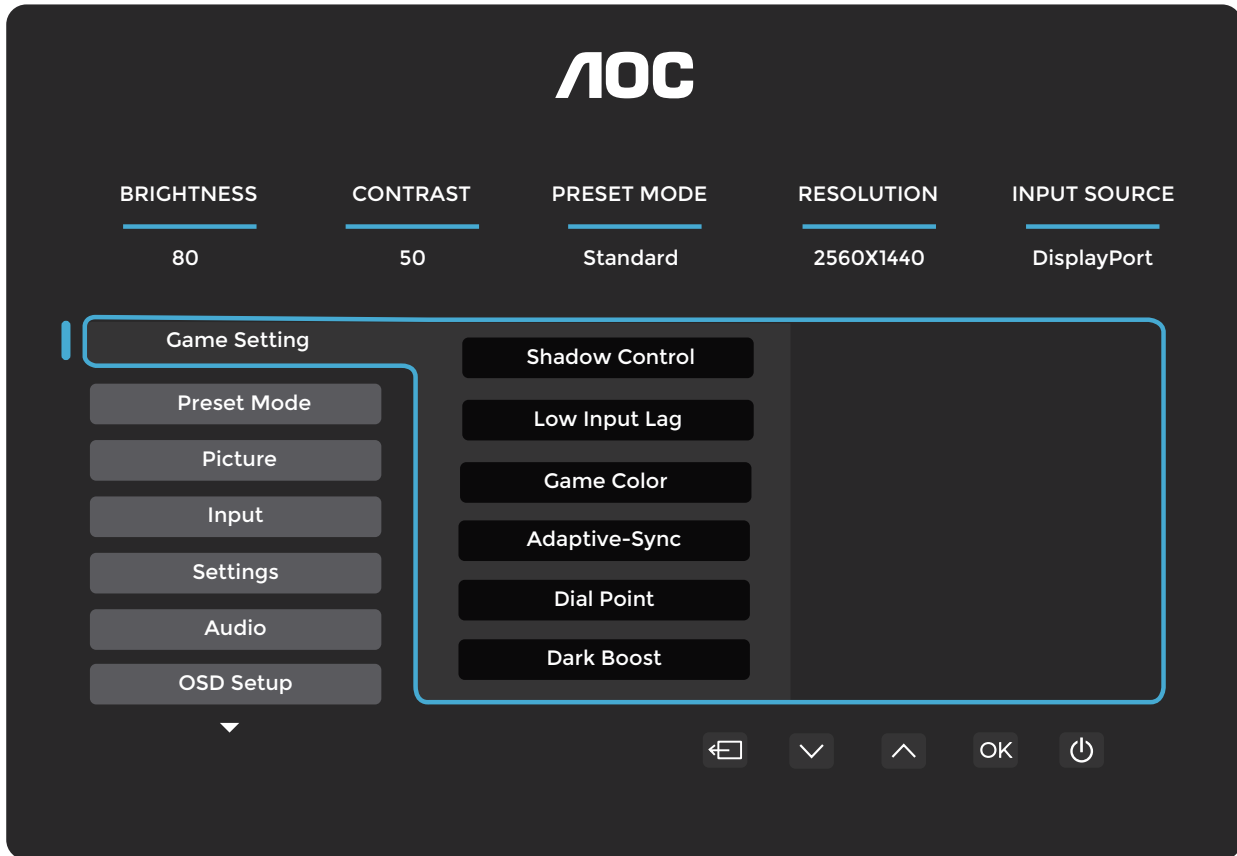 AOC
BRIGHTNESS CONTRAST PRESET MODE RESOLUTION INPUT SOURCE
80 50 Standard 2560X1440 DisplayPort
Game Setting
Preset Mode
Picture
Input
Settings
Audio
OSD Setup
Shadow Control
Low Input Lag
Game Color
Adaptive-Sync
Dial Point
Dark Boost
OK